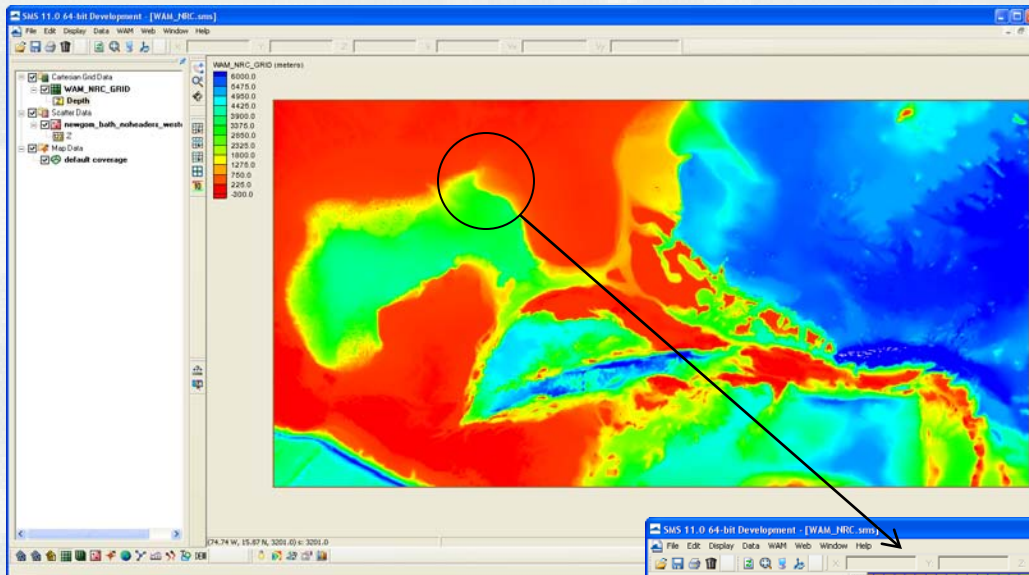 SMS 11.0 64-bit Development - [WAM_NRC.sms]
File Edit Display Data WAM Web Window Help
X Y Z S Vx Vy
Cartesian Grid Data
WAM_NRC_GRID
Depth
Scatter Data
newgom_bath_noheaders_west
Z
Map Data
default coverage
WAM_NRC_GRID (meters)
6000.0
5475.0
4950.0
4425.0
3900.0
3375.0
2850.0
2325.0
1800.0
1275.0
750.0
225.0
-300.0
(74.74 W, 15.87 N, 3201.0) s: 3201.0
SMS 11.0 64-bit Development - [WAM_NRC.sms]
File Edit Display Data WAM Web Window Help
X Y Z